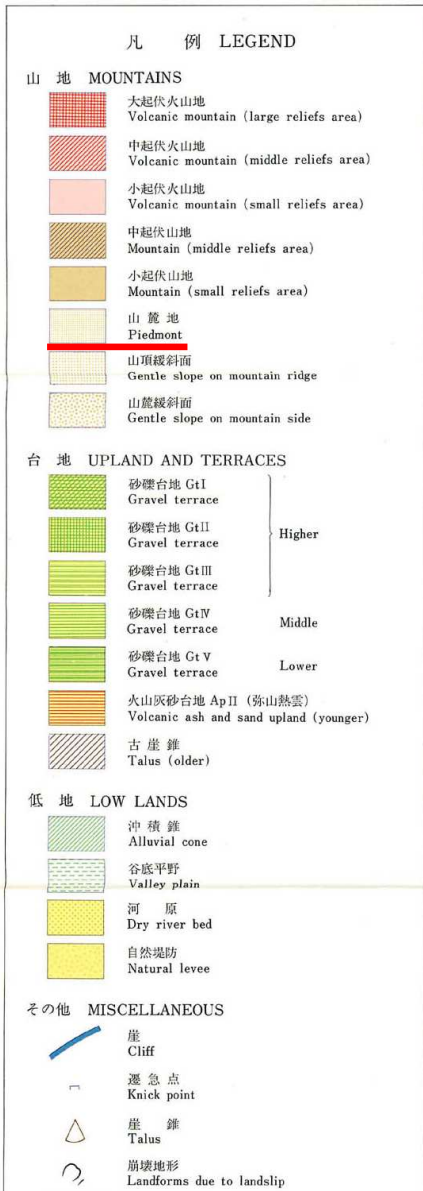 凡 例 LEGEND
山 地 MOUNTAINS
大起伏火山地
Volcanic mountain (large reliefs area)
中起伏火山地
Volcanic mountain (middle reliefs area)
小起伏火山地
Volcanic mountain (small reliefs area)
中起伏山地
Mountain (middle reliefs area)
小起伏山地
Mountain (small reliefs area)
山 麓 地
Piedmont
山頂緩斜面
Gentle slope on mountain ridge
山麓緩斜面
Gentle slope on mountain side
台 地 UPLAND AND TERRACES
砂礫台地 GtⅠ
Gravel terrace
砂礫台地 GtⅡ
Gravel terrace
Higher
砂礫台地 GtⅢ
Gravel terrace
砂礫台地 GtⅣ
Gravel terrace
Middle
砂礫台地 GtⅤ
Gravel terrace
Lower
火山灰砂台地 ApⅡ (弥山熱雲)
Volcanic ash and sand upland (younger)
古 崖 錐
Talus (older)
低 地 LOW LANDS
沖 積 錐
Alluvial cone
谷底平野
Valley plain
河 原
Dry river bed
自然堤防
Natural levee
その他 MISCELLANEOUS
崖
Cliff
遷 急 点
Knick point
崖 錐
Talus
崩壊地形
Landforms due to landslip